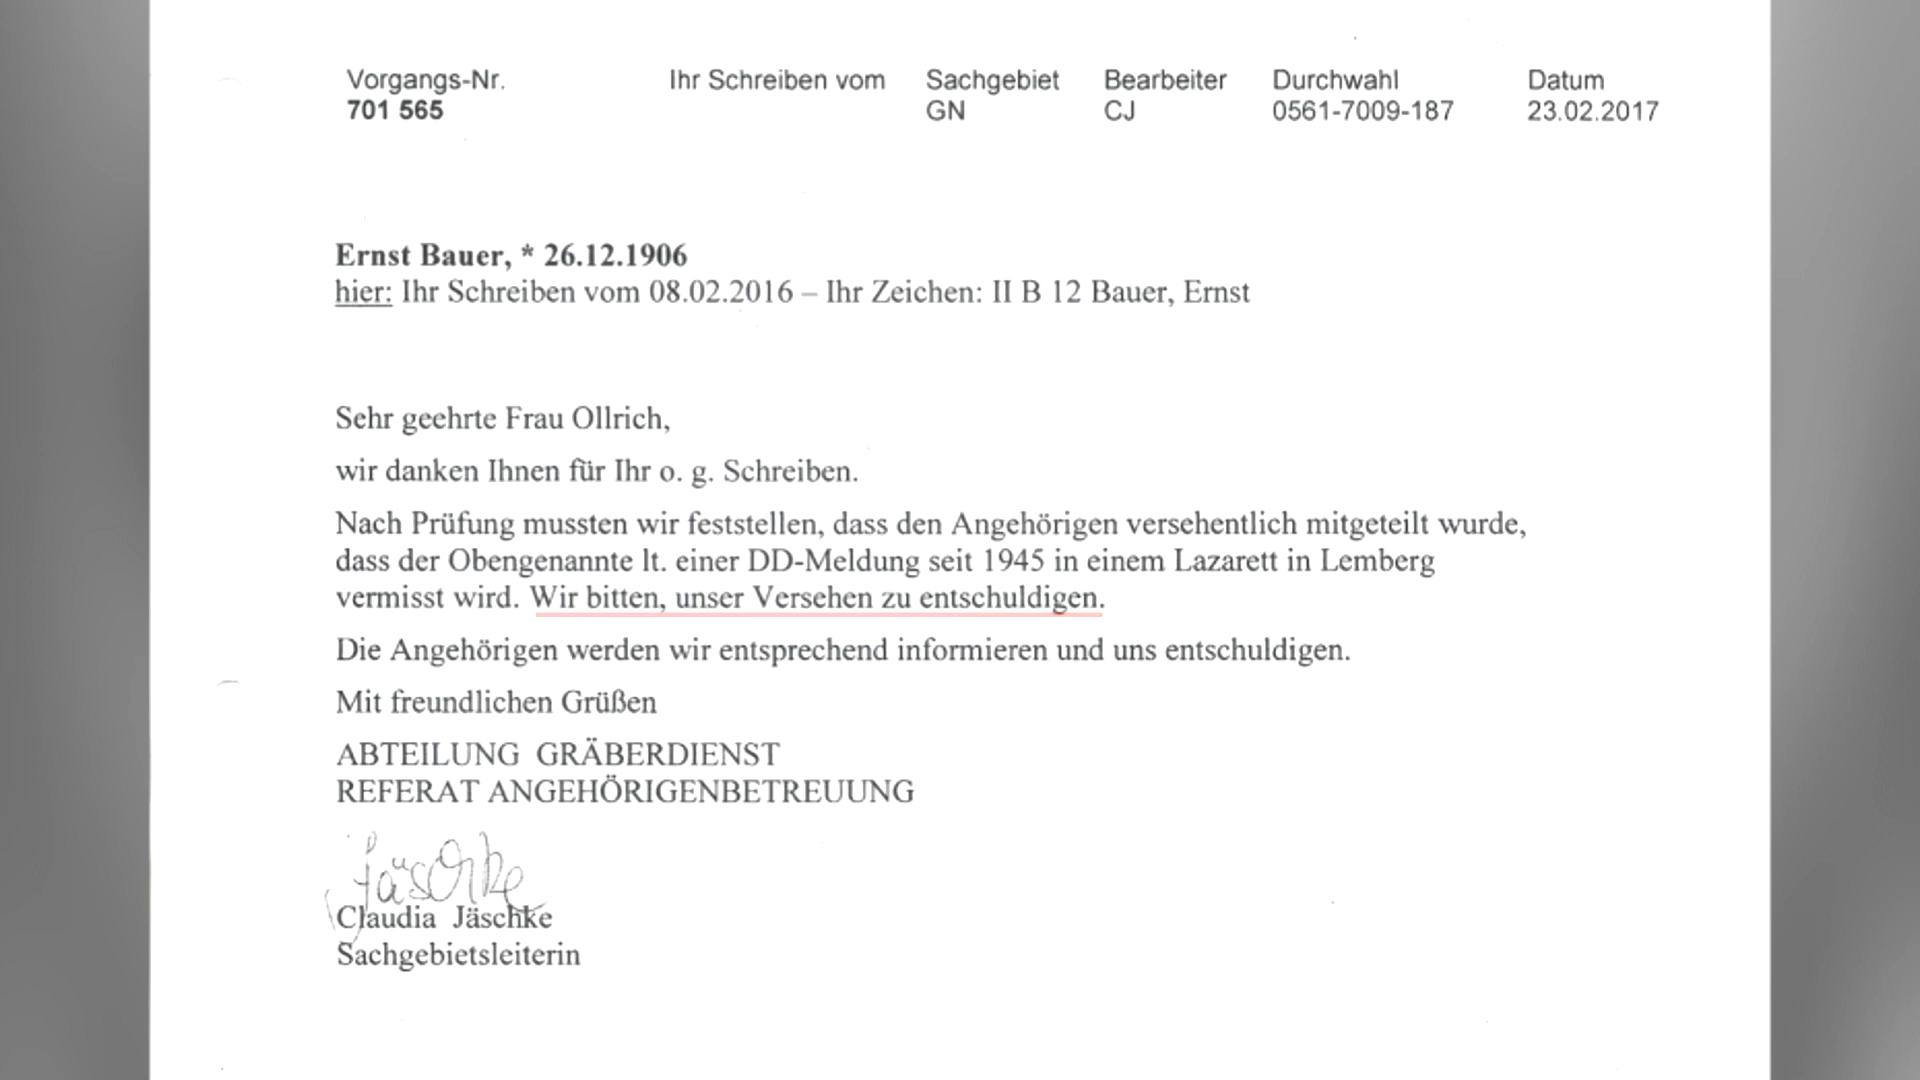 Vorgangs-Nr. Ihr Schreiben vom Sachgebiet Bearbeiter Durchwahl Datum
701 565 GN CJ 0561-7009-187 23.02.2017
Ernst Bauer, * 26.12.1906
hier: Ihr Schreiben vom 08.02.2016 – Ihr Zeichen: II B 12 Bauer, Ernst
Sehr geehrte Frau Ollrich,
wir danken Ihnen für Ihr o. g. Schreiben.
Nach Prüfung mussten wir feststellen, dass den Angehörigen versehentlich mitgeteilt wurde,
dass der Obengenannte lt. einer DD-Meldung seit 1945 in einem Lazarett in Lemberg
vermisst wird. Wir bitten, unser Versehen zu entschuldigen.
Die Angehörigen werden wir entsprechend informieren und uns entschuldigen.
Mit freundlichen Grüßen
ABTEILUNG GRÄBERDIENST
REFERAT ANGEHÖRIGENBETREUUNG
Jäschke
Claudia Jäschke
Sachgebietsleiterin